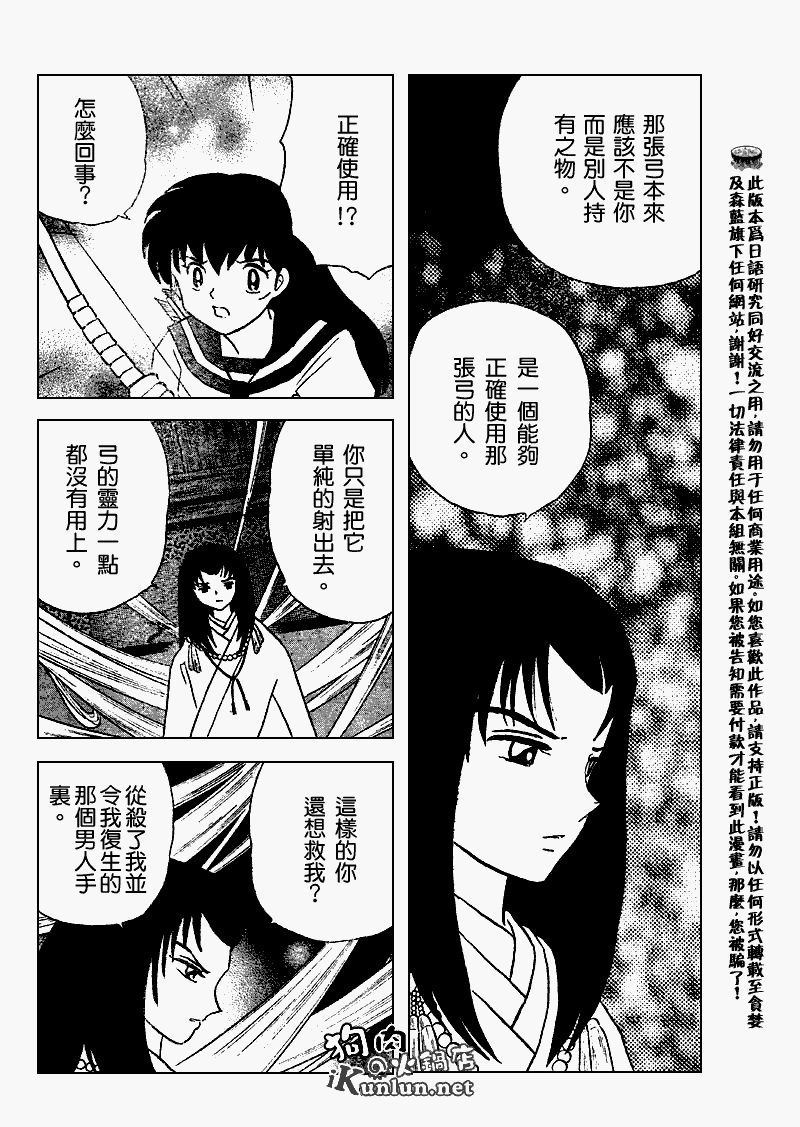 那張弓本來
應該不是你
而是別人持
有之物。
是一個能夠
正確使用那
張弓的人。
正確使用!?
怎麼回事？
你只是把它
單純的射出去。
弓的靈力一點
都沒有用上。
這樣的你
還想救我？
從殺了我並
令我復生的
那個男人手
裏。
此版本爲日語研究同好交流之用，請勿用于任何商業用途。如您喜歡此作品，請支持正版！請勿以任何形式轉載至貪婪
及森藍旗下任何網站，謝謝！一切法律責任與本組無關。如果您被告知需要付款才能看到此漫畫，那麼，您被騙了！
狗肉火鍋店
iKunlun.net